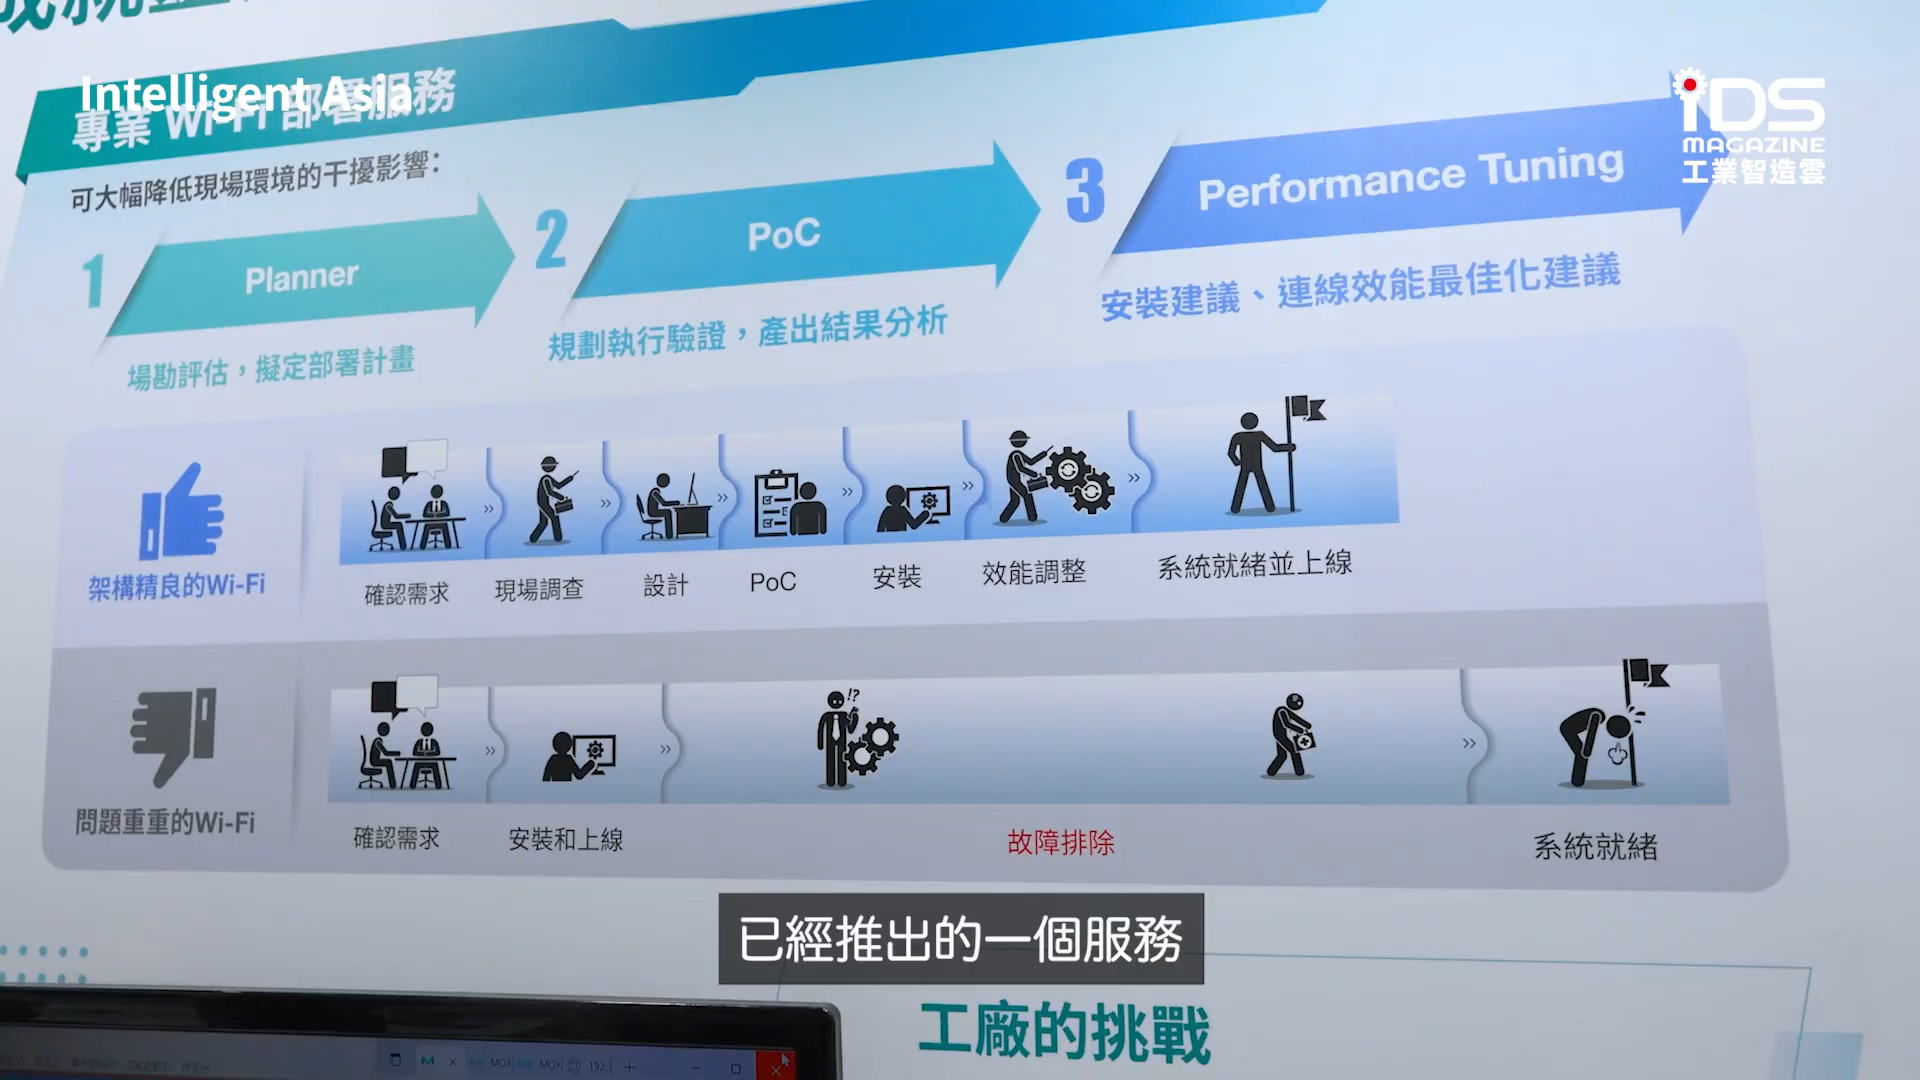 Intelligent Asia
iDS
MAGAZINE
工業智造雲
專業 Wi-Fi 部署服務
可大幅降低現場環境的干擾影響：
1
Planner
場勘評估，擬定部署計畫
2
PoC
規劃執行驗證，產出結果分析
3
Performance Tuning
安裝建議、連線效能最佳化建議
架構精良的Wi-Fi
確認需求
現場調查
設計
PoC
安裝
效能調整
系統就緒並上線
問題重重的Wi-Fi
!?
確認需求
安裝和上線
故障排除
系統就緒
已經推出的一個服務
工廠的挑戰
MOX
MOX
192